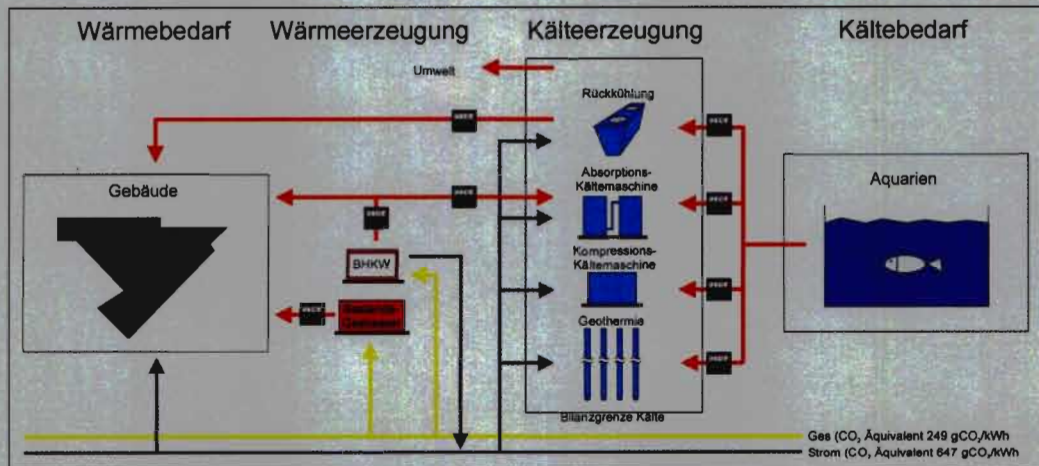 Wärmebedarf Wärmeerzeugung Kälteerzeugung Kältebedarf
Umwelt
Rückkühlung
Gebäude
Absorptions-
Kältemaschine
Aquarien
BHKW
Kompressions-
Kältemaschine
Geothermie
Bilanzgrenze Kälte
Gas (CO₂ Äquivalent 249 gCO₂/kWh
Strom (CO₂ Äquivalent 647 gCO₂/kWh